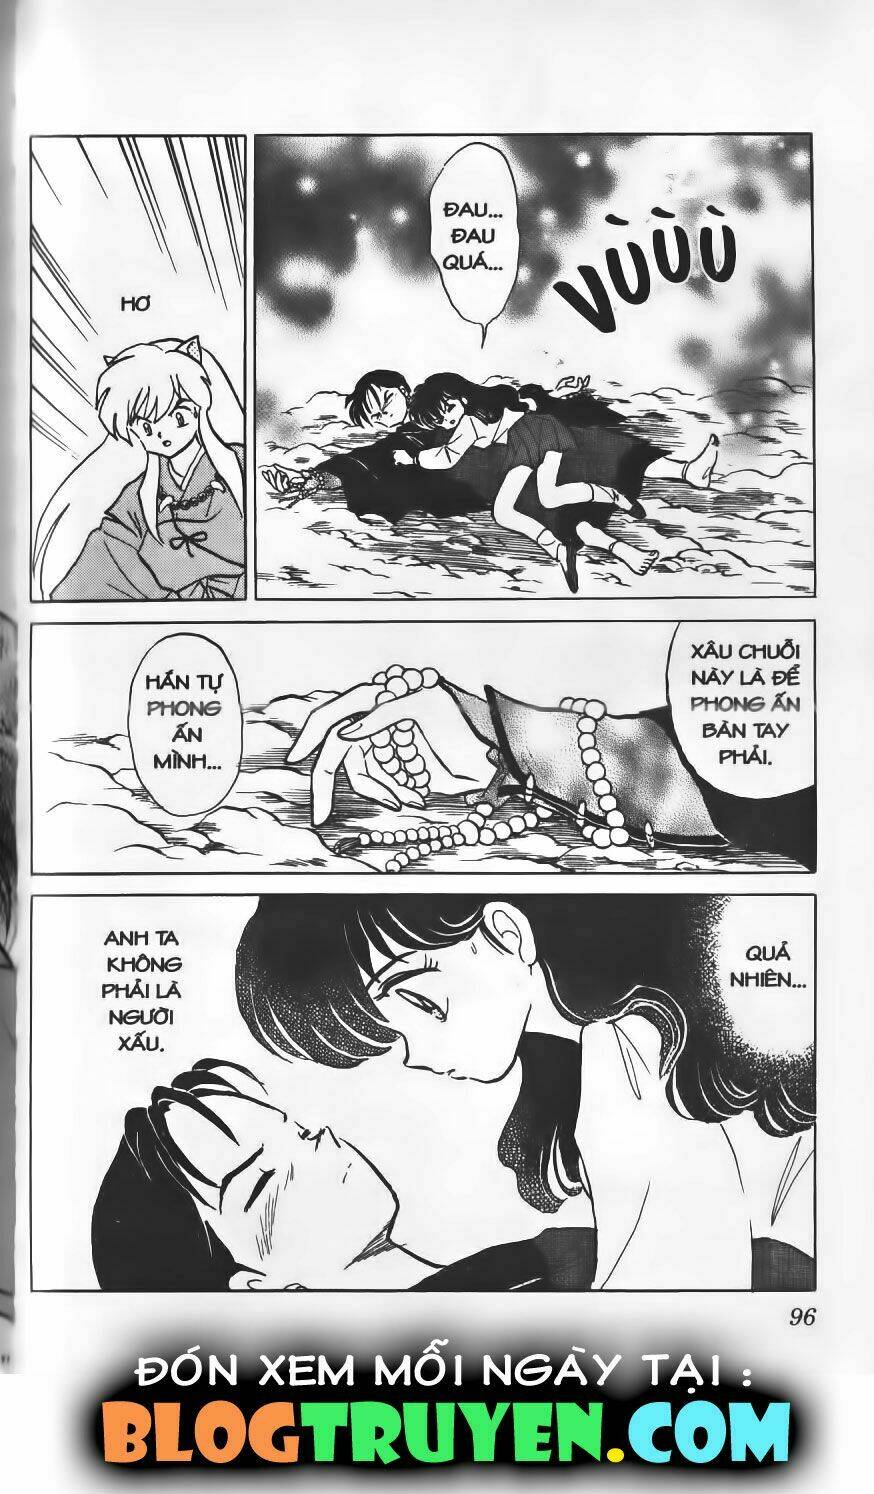 ĐAU...
ĐAU
QUÁ...
VÙÙÙ
HƠ
XÂU CHUỖI
NÀY LÀ ĐỂ
PHONG ẤN
BÀN TAY
PHẢI.
HẮN TỰ
PHONG
ẤN
MÌNH...
QUẢ
NHIÊN...
ANH TA
KHÔNG
PHẢI LÀ
NGƯỜI
XẤU.
96
ĐÓN XEM MỖI NGÀY TẠI :
BLOGTRUYEN.COM